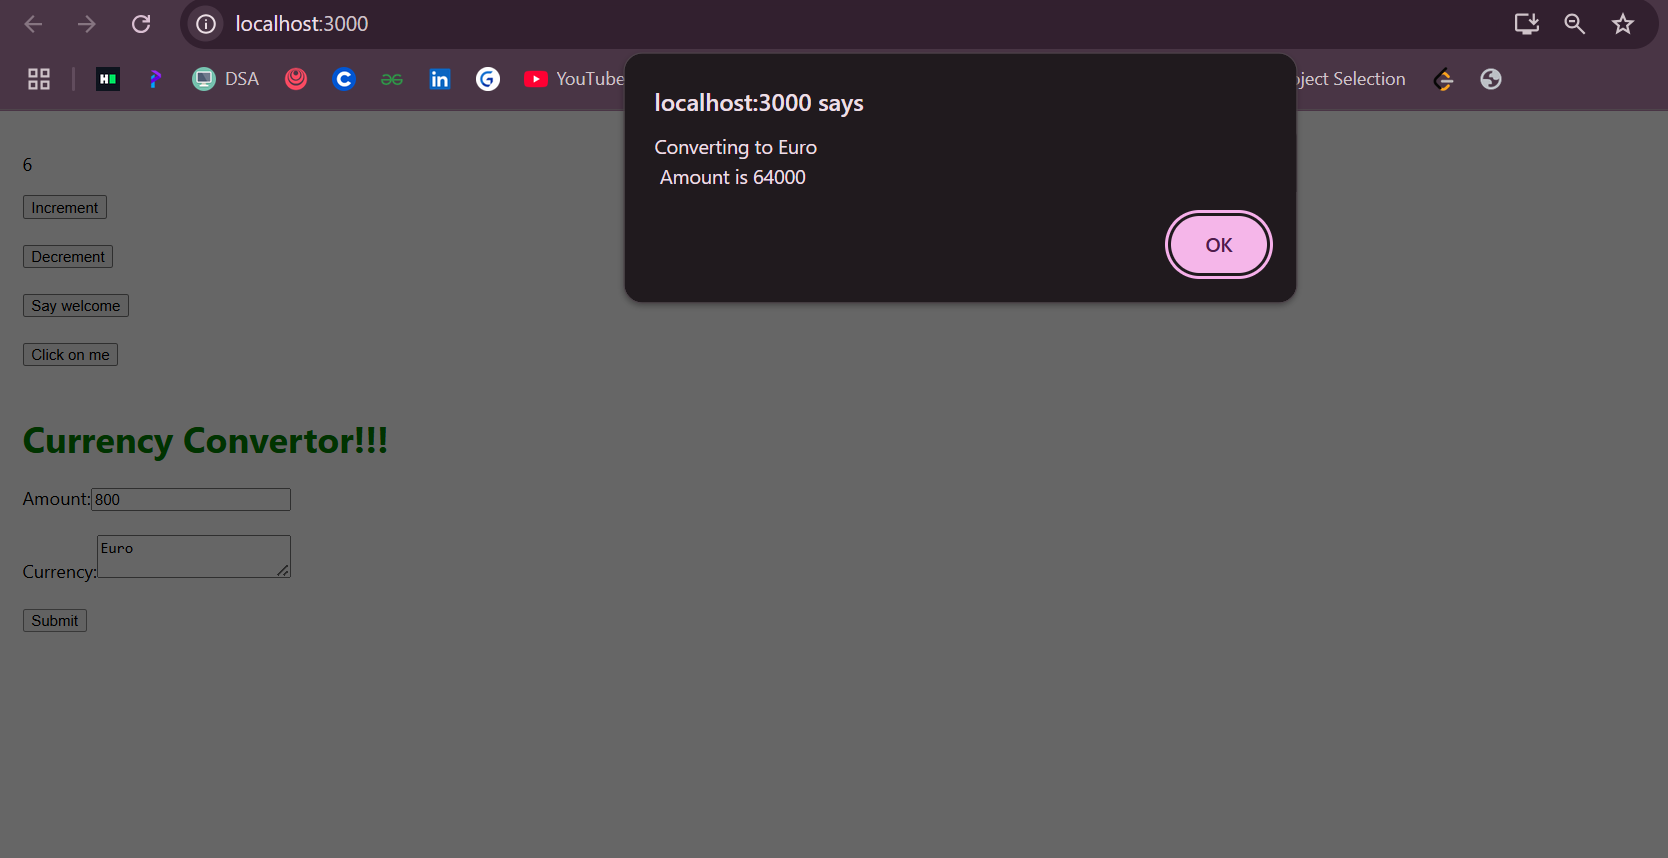 localhost:3000
DSA
YouTube
oject Selection
localhost:3000 says
Converting to Euro
Amount is 64000
OK
6
Increment
Decrement
Say welcome
Click on me
Currency Convertor!!!
Amount:800
Currency:Euro
Submit